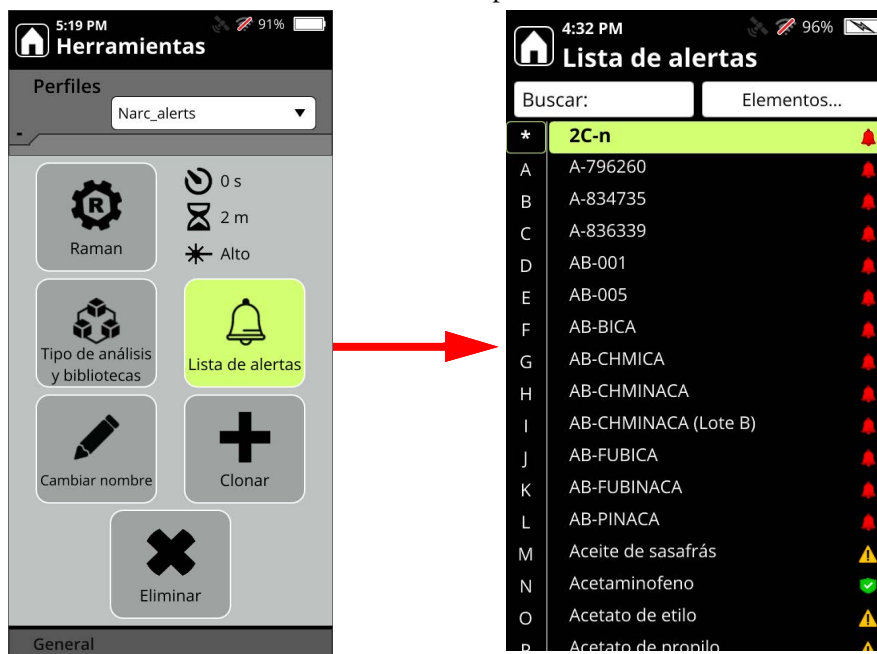 5:19 PM
91%
Herramientas
Perfiles
Narc_alerts
-
R
0 s
2 m
Raman
Alto
Tipo de análisis
y bibliotecas
Lista de alertas
Cambiar nombre
Clonar
Eliminar
General
4:32 PM
96%
Lista de alertas
Buscar:
Elementos...
* 2C-n
A A-796260
B A-834735
C A-836339
D AB-001
E AB-005
F AB-BICA
G AB-CHMICA
H AB-CHMINACA
I AB-CHMINACA (Lote B)
J AB-FUBICA
K AB-FUBINACA
L AB-PINACA
M Aceite de sasafrás
N Acetaminofeno
O Acetato de etilo
P Acetato de propilo